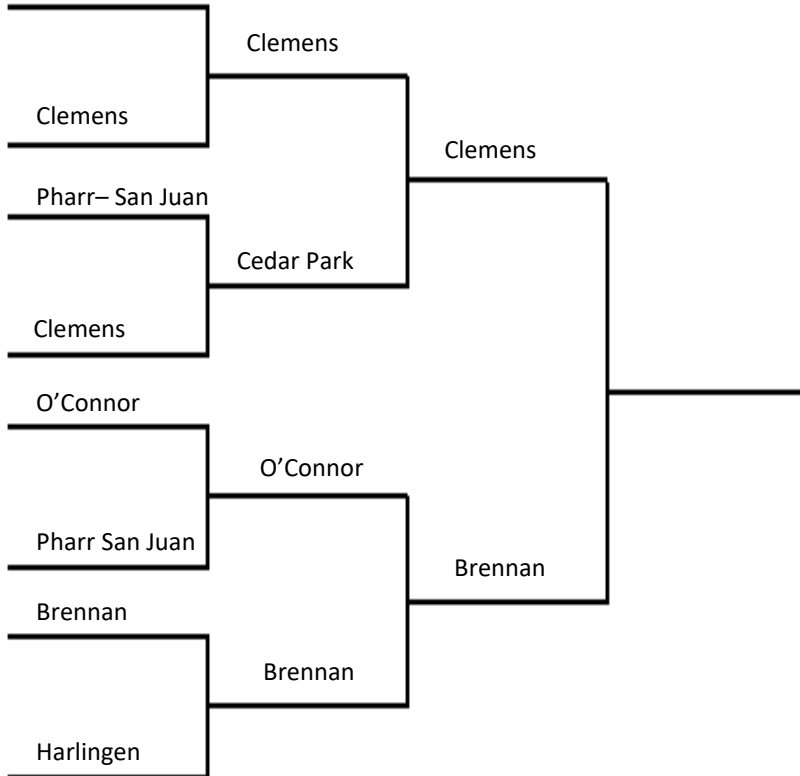 Clemens
Clemens
Clemens
Pharr– San Juan
Cedar Park
Clemens
O’Connor
O’Connor
Pharr San Juan
Brennan
Brennan
Brennan
Harlingen